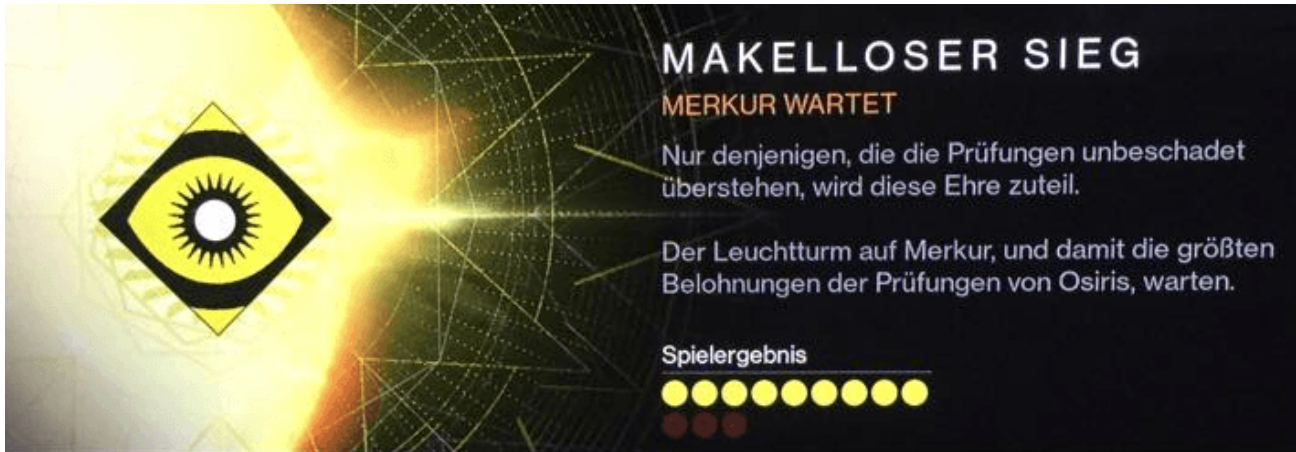 MAKELLOSER SIEG
MERKUR WARTET
Nur denjenigen, die die Prüfungen unbeschadet
überstehen, wird diese Ehre zuteil.
Der Leuchtturm auf Merkur, und damit die größten
Belohnungen der Prüfungen von Osiris, warten.
Spielergebnis